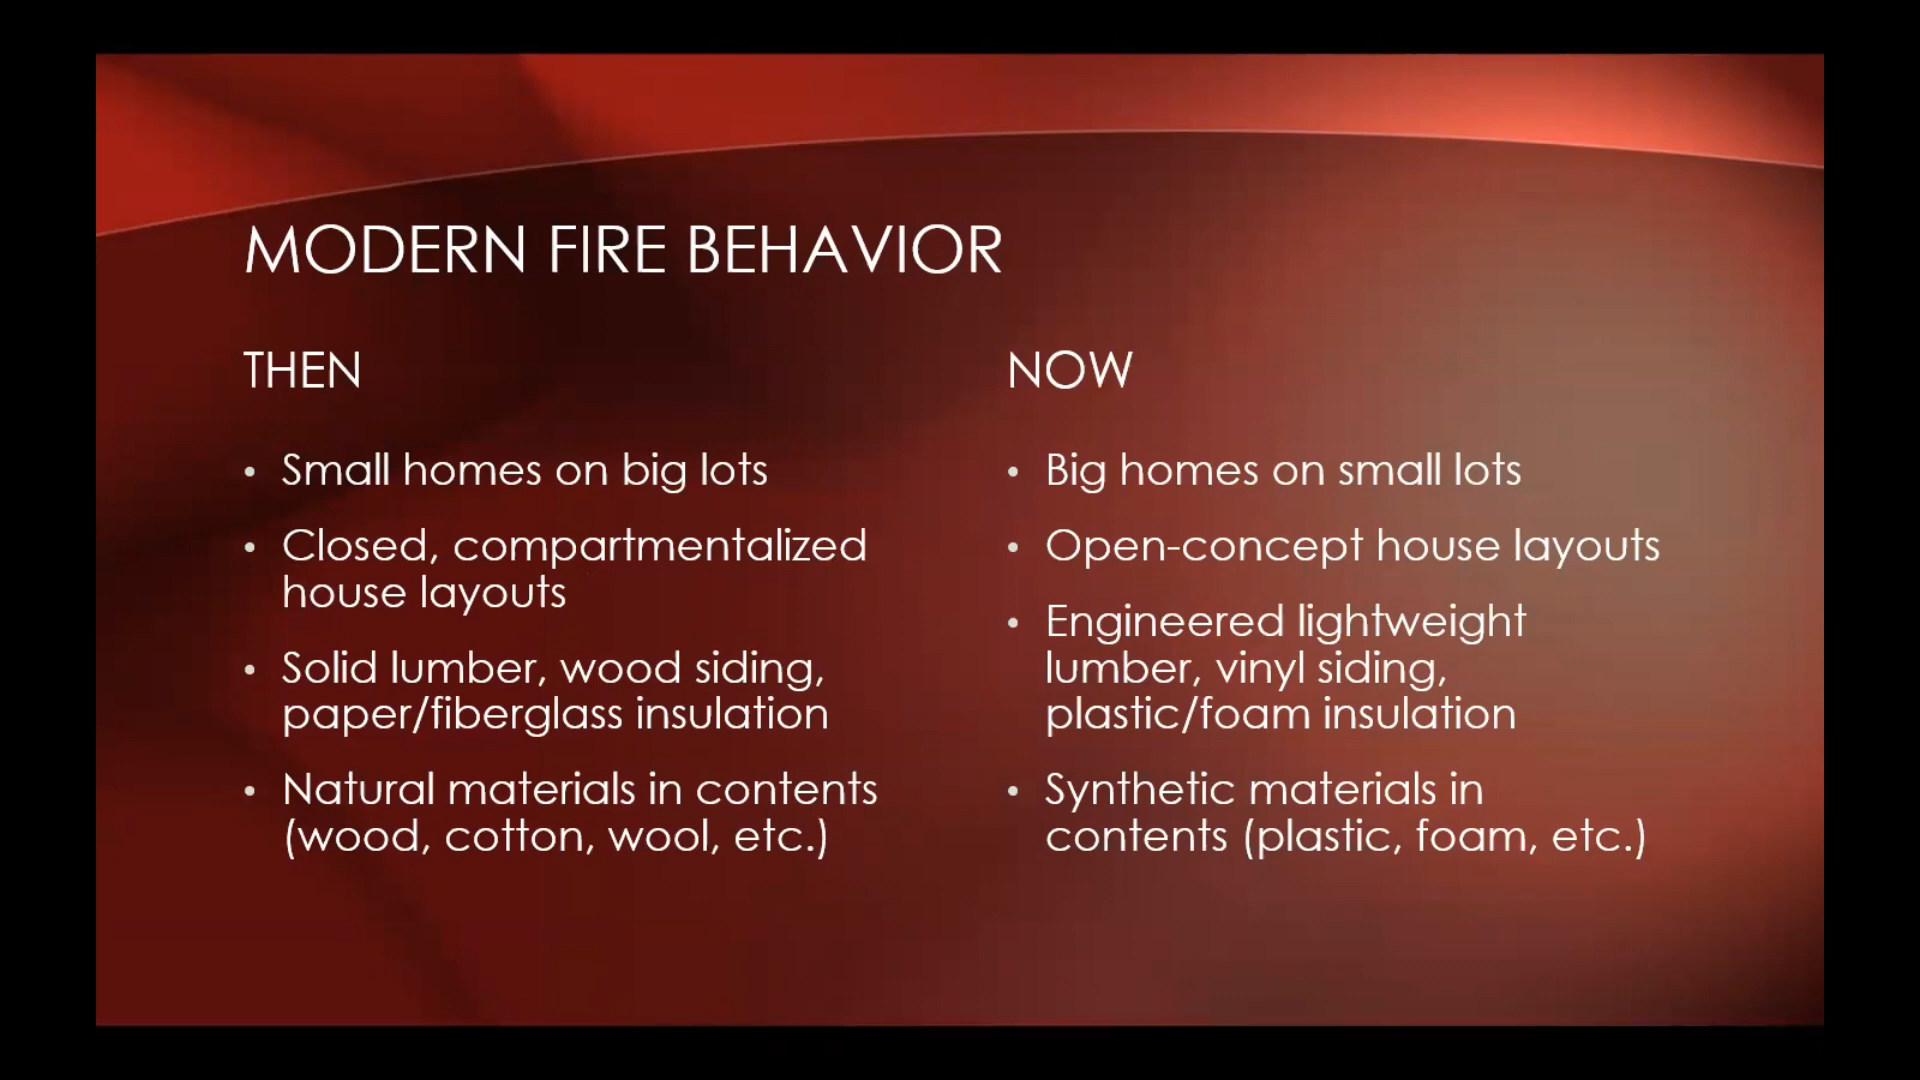 MODERN FIRE BEHAVIOR
THEN
• Small homes on big lots
• Closed, compartmentalized
house layouts
• Solid lumber, wood siding,
paper/fiberglass insulation
• Natural materials in contents
(wood, cotton, wool, etc.)
NOW
• Big homes on small lots
• Open-concept house layouts
• Engineered lightweight
lumber, vinyl siding,
plastic/foam insulation
• Synthetic materials in
contents (plastic, foam, etc.)